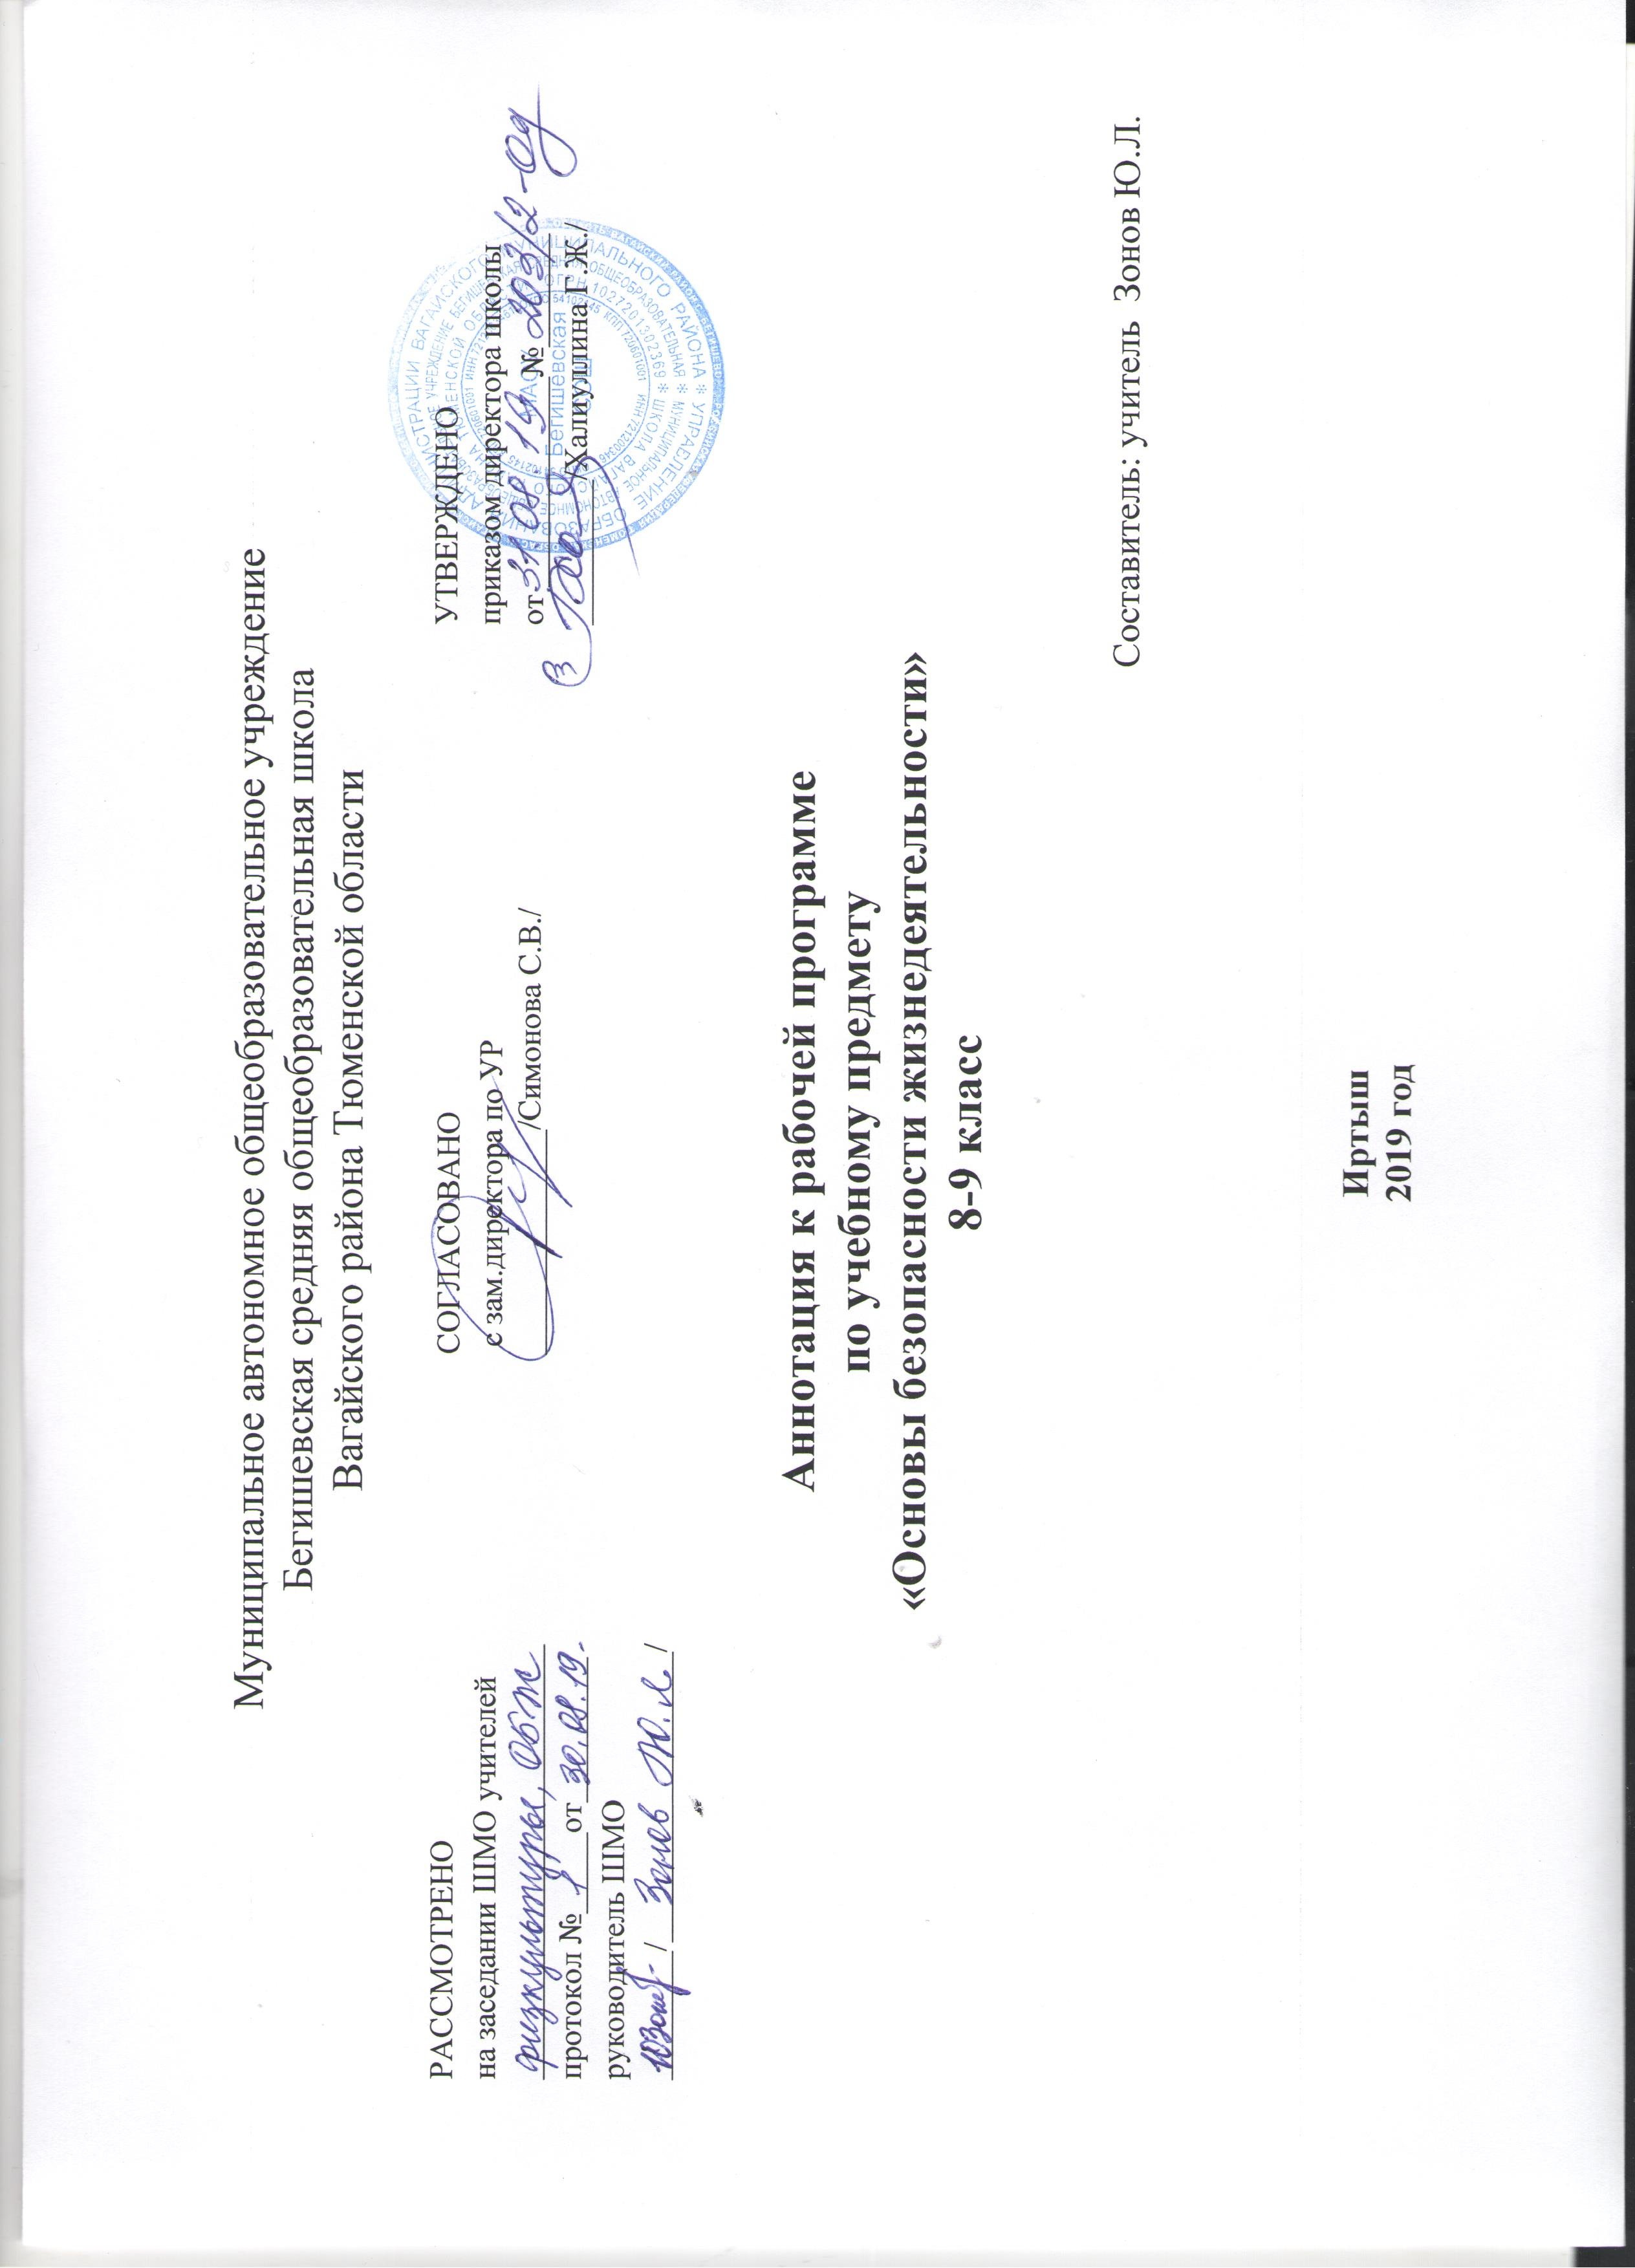 Муниципальное автономное общеобразовательное учреждение
Бегишевская средняя общеобразовательная школа
Вагайского района Тюменской области
РАССМОТРЕНО
на заседании ШМО учителей
физкультуры, ОБЖ
протокол № 1 от 30.08.19.
руководитель ШМО
/ Зонов Ю.Л. /
СОГЛАСОВАНО
с зам.директора по УР
/Симонова С.В./
УТВЕРЖДЕНО
приказом директора школы
от 31.08.19 № 203/2-од
/Халиуллина Г.Ж./
Бегишевская
СОШ
Аннотация к рабочей программе
по учебному предмету
«Основы безопасности жизнедеятельности»
8-9 класс
Составитель: учитель Зонов Ю.Л.
Иртыш
2019 год